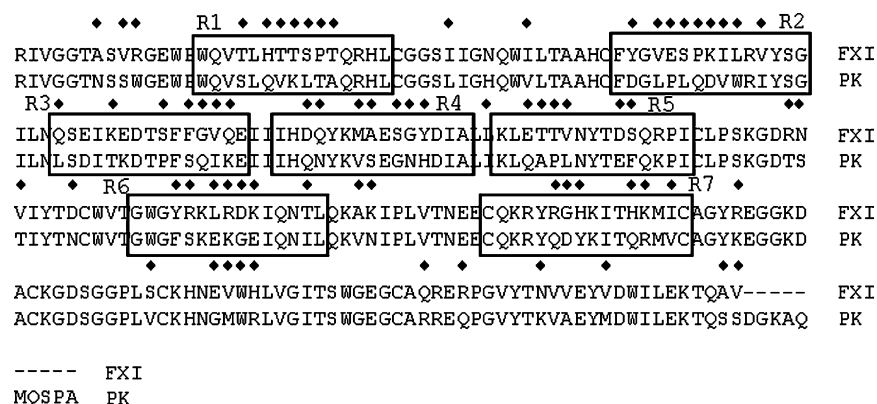 R1 R2
RIVGGTASVRGEWPWQVTLHTTSPTQRHLCGGSIIGNQWILTAAHCFYGVESPKILRVYSG FXI
RIVGGTNSSWGEWPWQVSLQVKLTAQRHLCGGSLIGHQWVLTAAHCFDGLPLQDVWRIYSG PK
R3 R4 R5
ILNQSEIKEDTSFFGVQEIIIHDQYKMAESGYDIALLKLETTVNYTDSQRPICLPSKGDRN FXI
ILNLSDITKDTPFSQIKEIIIHQNYKVSEGNHDIALIKLQAPLNYTEFQKPICLPSKGDTS PK
R6 R7
VIYTDCWVTGWGYRKLRDKIQNTLQKAKIPLVTNEECQKRYRGHKITHKMICAGYREGGKD FXI
TIYTNCWVTGWGFSKEKGEIQNILQKVNIPLVTNEECQKRYQDYKITQRMVCAGYKEGGKD PK
ACKGDSGGPLSCKHNEVWHLVGITSWGEGCAQRERPGVYTNVVEYVDWILEKTQAV----- FXI
ACKGDSGGPLVCKHNGMWRLVGITSWGEGCARREQPGVYTKVAEYMDWILEKTQSSDGKAQ PK
----- FXI
MQSPA PK